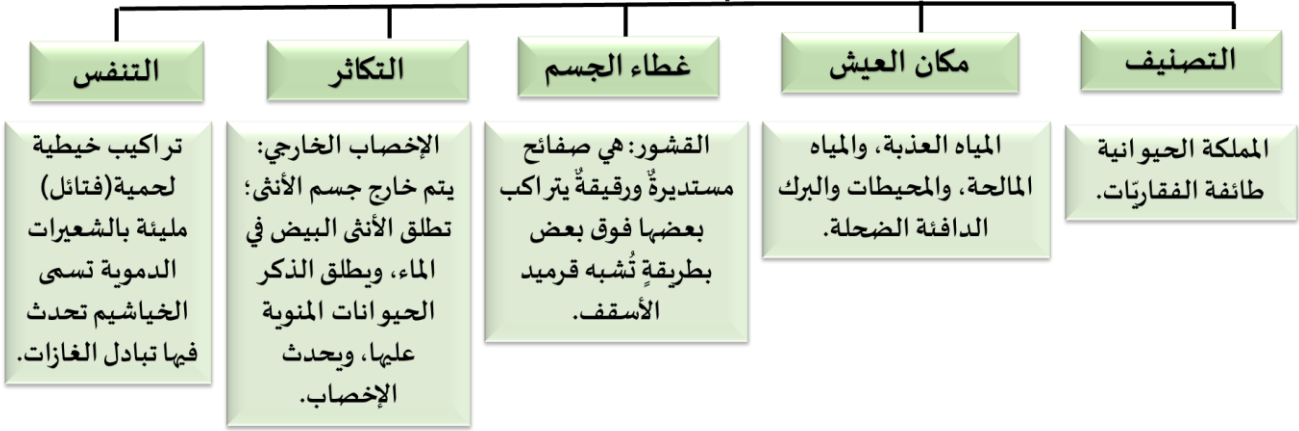 التصنيف
المملكة الحيوانية
طائفة الفقاريّات.
مكان العيش
المياه العذبة، والمياه
المالحة، والمحيطات والبرك
الدافئة الضحلة.
غطاء الجسم
القشور: هي صفائح
مستديرةٌ ورقيقةٌ يتراكب
بعضها فوق بعض
بطريقةٍ تُشبه قرميد
الأسقف.
التكاثر
الإخصاب الخارجي:
يتم خارج جسم الأنثى؛
تطلق الأنثى البيض في
الماء، ويطلق الذكر
الحيوانات المنوية
عليها، ويحدث
الإخصاب.
التنفس
تراكيب خيطية
لحمية(فتائل)
مليئة بالشعيرات
الدموية تسمى
الخياشيم تحدث
فيها تبادل الغازات.